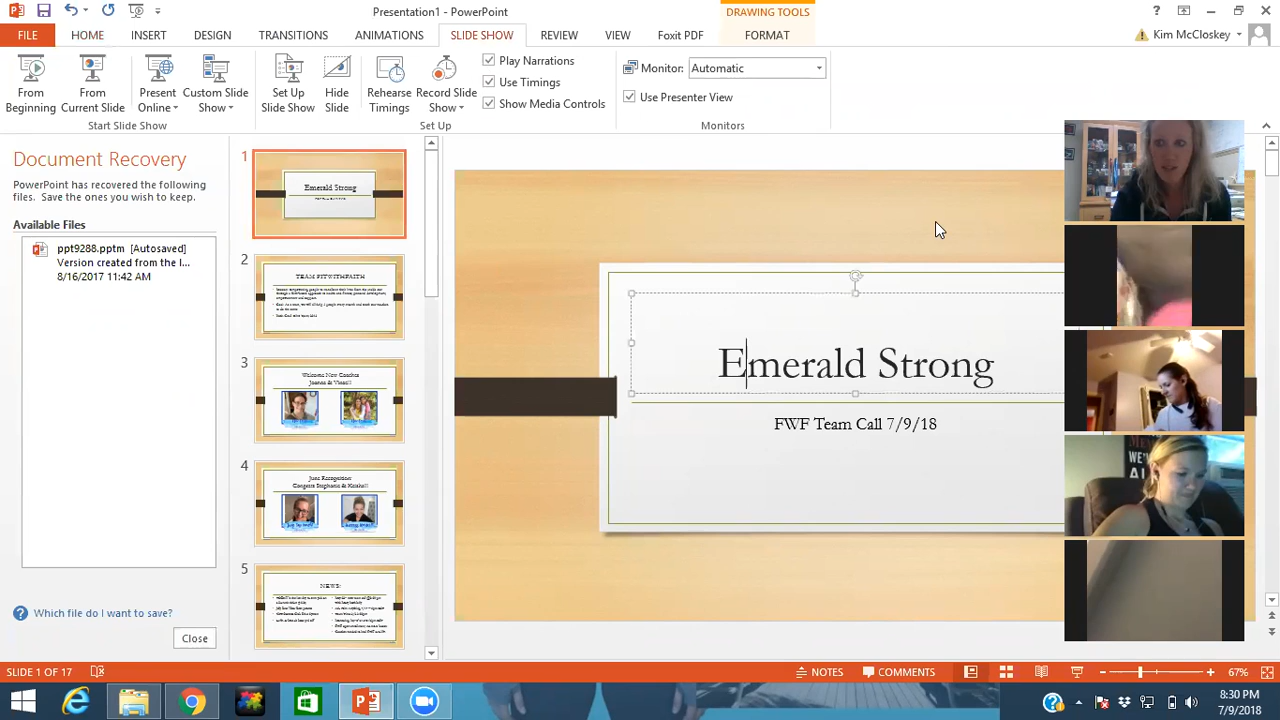 Presentation1 - PowerPoint
DRAWING TOOLS
?
FILE
HOME
INSERT
DESIGN
TRANSITIONS
ANIMATIONS
SLIDE SHOW
REVIEW
VIEW
Foxit PDF
FORMAT
Kim McCloskey
From
Beginning
From
Current Slide
Present
Online
Custom Slide
Show
Start Slide Show
Set Up
Slide Show
Hide
Slide
Rehearse
Timings
Record Slide
Show
Play Narrations
Use Timings
Show Media Controls
Set Up
Monitor:
Automatic
Use Presenter View
Monitors
Document Recovery
PowerPoint has recovered the following
files. Save the ones you wish to keep.
Available Files
ppt9288.pptm [Autosaved]
Version created from the l...
8/16/2017 11:42 AM
Which file do I want to save?
Close
1
Emerald Strong
2
TEAM FITWITHFAITH
3
Welcome New Coaches
4
June Recognition:
5
NEWS:
Emerald Strong
FWF Team Call 7/9/18
SLIDE 1 OF 17
NOTES
COMMENTS
67%
8:30 PM
7/9/2018